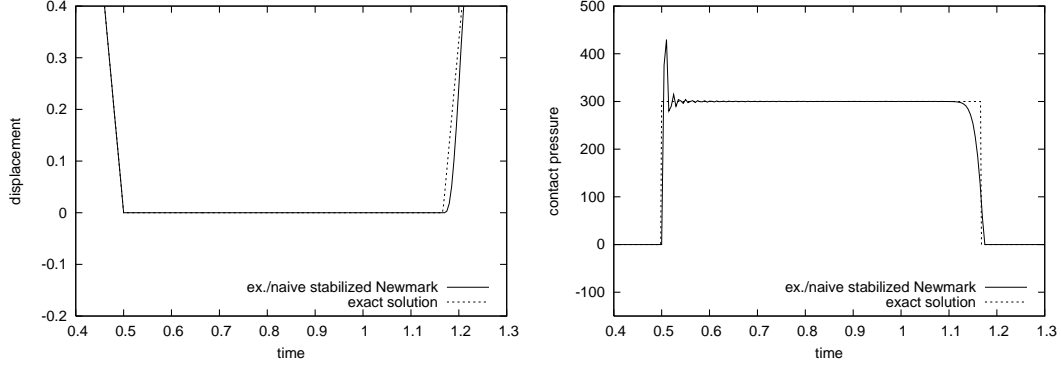 0.4
0.3
0.2
0.1
0
-0.1
-0.2
displacement
ex./naive stabilized Newmark
exact solution
0.4 0.5 0.6 0.7 0.8 0.9 1 1.1 1.2 1.3
time
500
400
300
200
100
0
-100
contact pressure
ex./naive stabilized Newmark
exact solution
0.4 0.5 0.6 0.7 0.8 0.9 1 1.1 1.2 1.3
time